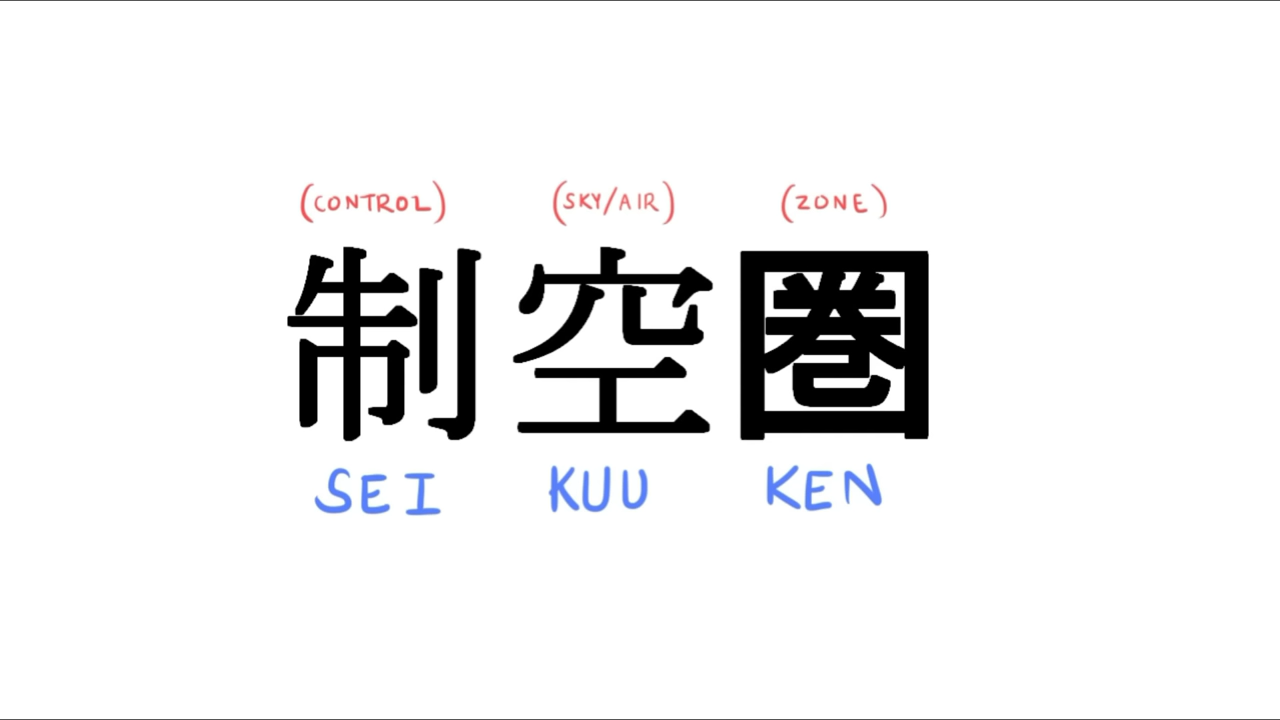 (CONTROL) (SKY/AIR) (ZONE)
制空圏
SEI KUU KEN